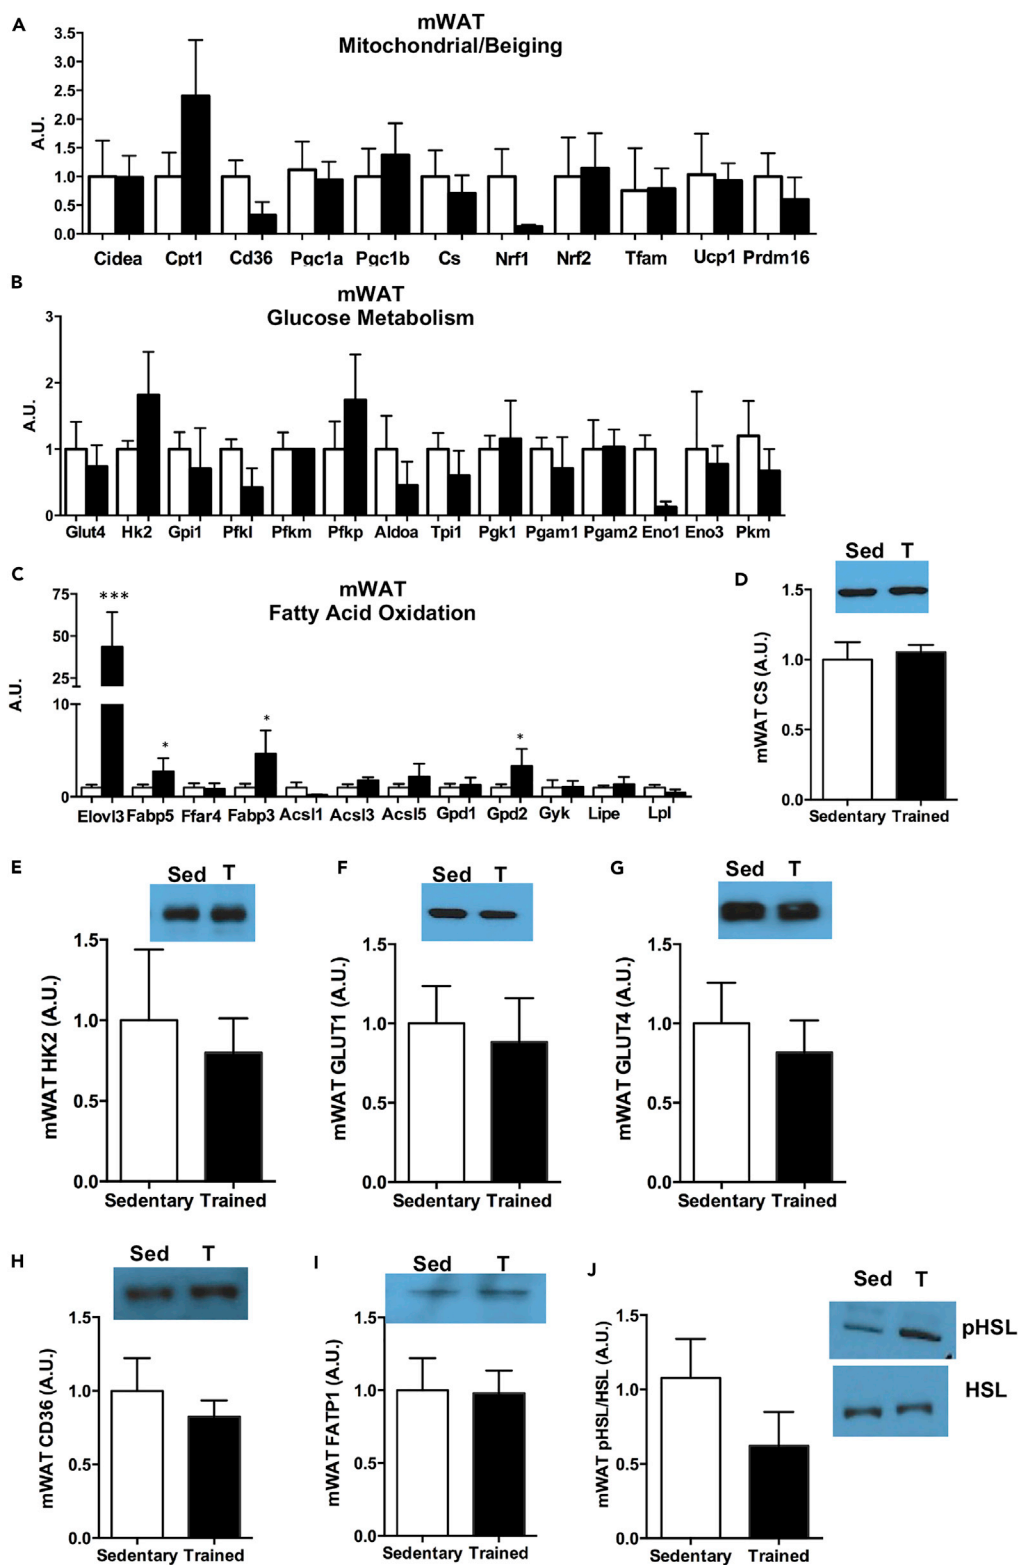 A
mWAT
Mitochondrial/Beiging
A.U.
3.5
3.0
2.5
2.0
1.5
1.0
0.5
0.0
Cidea Cpt1 Cd36 Pgc1a Pgc1b Cs Nrf1 Nrf2 Tfam Ucp1 Prdm16
B
mWAT
Glucose Metabolism
A.U.
3
2
1
0
Glut4 Hk2 Gpi1 Pfkl Pfkm Pfkp Aldoa Tpi1 Pgk1 Pgam1 Pgam2 Eno1 Eno3 Pkm
C
mWAT
Fatty Acid Oxidation
A.U.
75
50
25
10
0
*** * * *
Elovl3 Fabp5 Ffar4 Fabp3 Acsl1 Acsl3 Acsl5 Gpd1 Gpd2 Gyk Lipe Lpl
D
Sed T
mWAT CS (A.U.)
1.5
1.0
0.5
0.0
Sedentary Trained
E
Sed T
mWAT HK2 (A.U.)
1.5
1.0
0.5
0.0
Sedentary Trained
F
Sed T
mWAT GLUT1 (A.U.)
1.5
1.0
0.5
0.0
Sedentary Trained
G
Sed T
mWAT GLUT4 (A.U.)
1.5
1.0
0.5
0.0
Sedentary Trained
H
Sed T
mWAT CD36 (A.U.)
1.5
1.0
0.5
0.0
Sedentary Trained
I
Sed T
mWAT FATP1 (A.U.)
1.5
1.0
0.5
0.0
Sedentary Trained
J
Sed T
pHSL
HSL
mWAT pHSL/HSL (A.U.)
1.5
1.0
0.5
0.0
Sedentary Trained